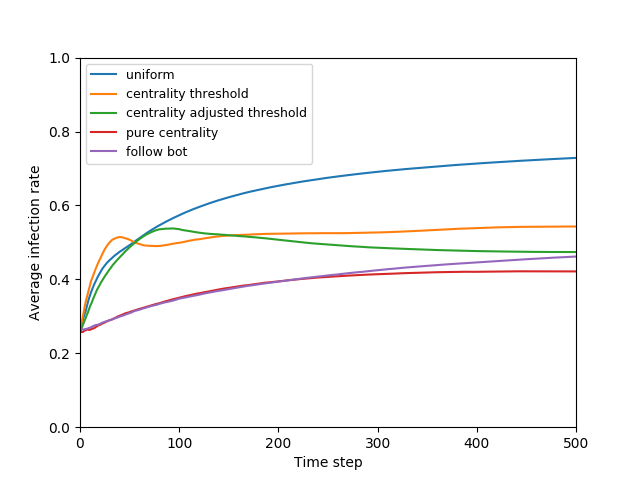 1.0
0.8
0.6
0.4
0.2
0.0
Average infection rate
uniform
centrality threshold
centrality adjusted threshold
pure centrality
follow bot
0 100 200 300 400 500
Time step